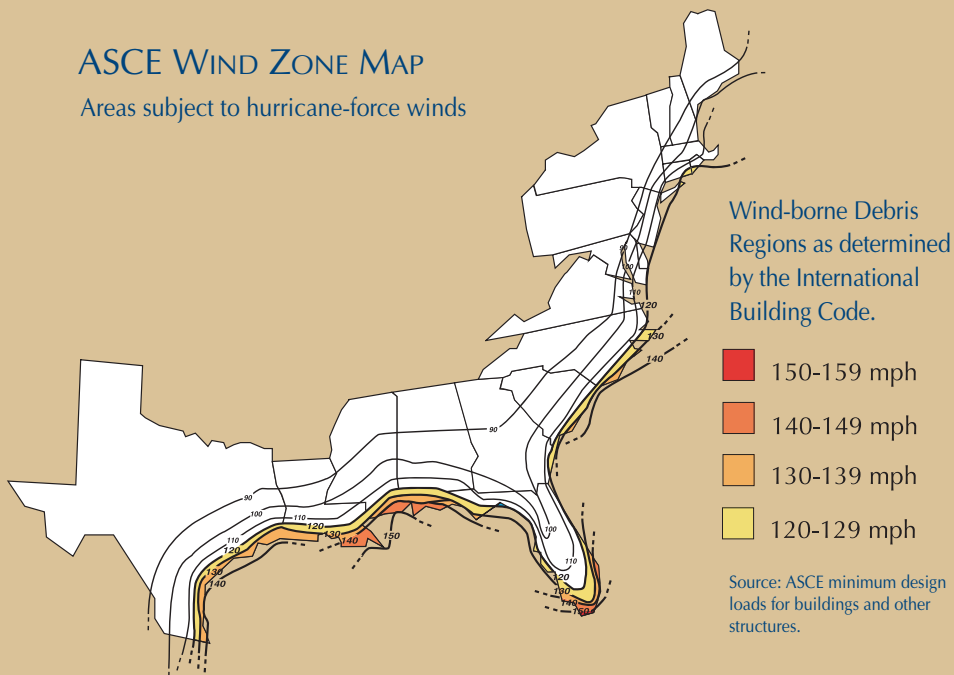 ASCE WIND ZONE MAP
Areas subject to hurricane-force winds
Wind-borne Debris
Regions as determined
by the International
Building Code.
150-159 mph
140-149 mph
130-139 mph
120-129 mph
Source: ASCE minimum design
loads for buildings and other
structures.
90
100
110
120
130
140
90
90
100
110
120
130
140
150
110
120
130
140
100
110
120
130
140
150